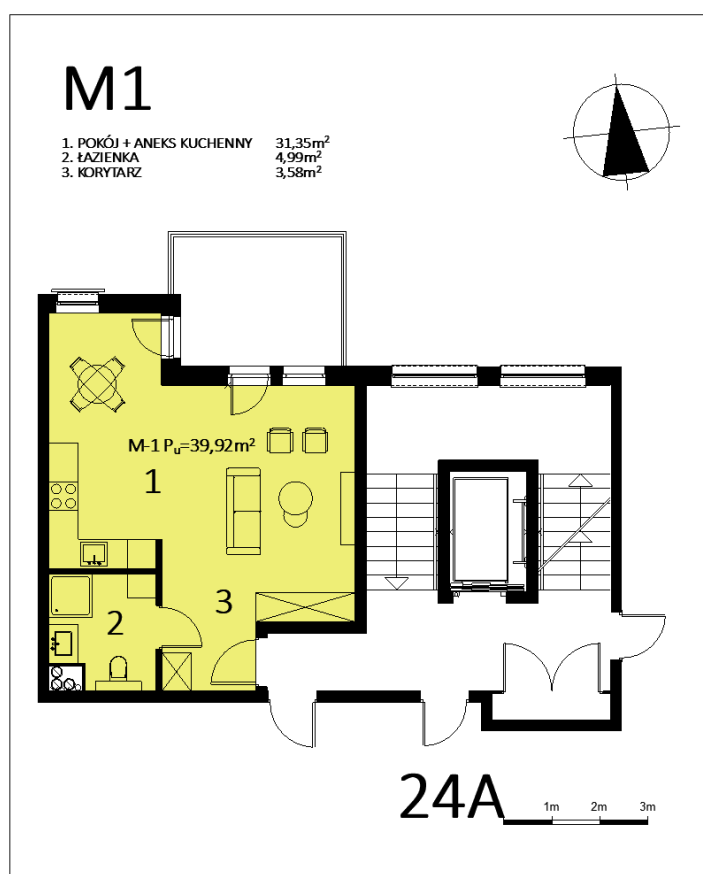 M1
1. POKÓJ + ANEKS KUCHENNY 31,35m²
2. ŁAZIENKA 4,99m²
3. KORYTARZ 3,58m²
M-1 Pᵤ=39,92m²
1
2
3
24A
1m 2m 3m